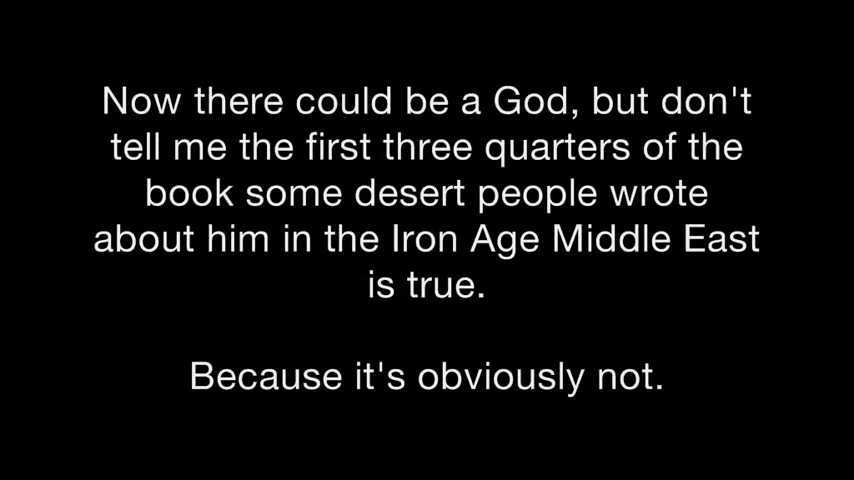 Now there could be a God, but don't
tell me the first three quarters of the
book some desert people wrote
about him in the Iron Age Middle East
is true.
Because it's obviously not.